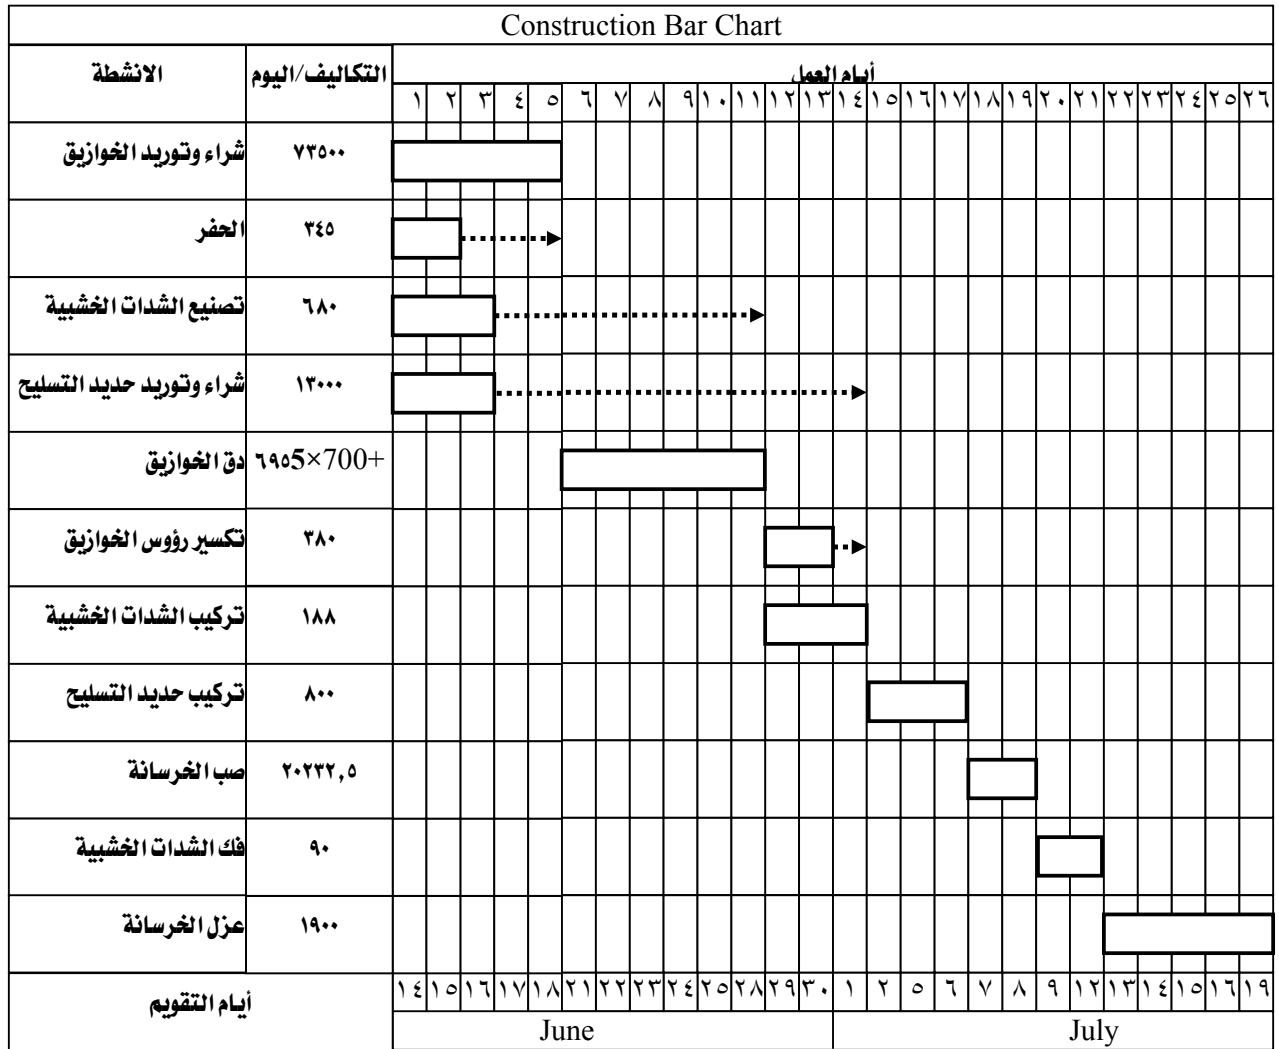 Construction Bar Chart
الانشطة التكاليف/اليوم أيام العمل
١ ٢ ٣ ٤ ٥ ٦ ٧ ٨ ٩ ١٠ ١١ ١٢ ١٣ ١٤ ١٥ ١٦ ١٧ ١٨ ١٩ ٢٠ ٢١ ٢٢ ٢٣ ٢٤ ٢٥ ٢٦
شراء وتوريد الخوازيق ٧٣٥٠٠
الحفر ٣٤٥
تصنيع الشدات الخشبية ٦٨٠
شراء وتوريد حديد التسليح ١٣٠٠٠
دق الخوازيق ٦٩٥5×700+
تكسير رؤوس الخوازيق ٣٨٠
تركيب الشدات الخشبية ١٨٨
تركيب حديد التسليح ٨٠٠
صب الخرسانة ٢٠٢٣٢,٥
فك الشدات الخشبية ٩٠
عزل الخرسانة ١٩٠٠
أيام التقويم ١٤ ١٥ ١٦ ١٧ ١٨ ٢١ ٢٢ ٢٣ ٢٤ ٢٥ ٢٨ ٢٩ ٣٠ ١ ٢ ٥ ٦ ٧ ٨ ٩ ١٢ ١٣ ١٤ ١٥ ١٦ ١٩
June July